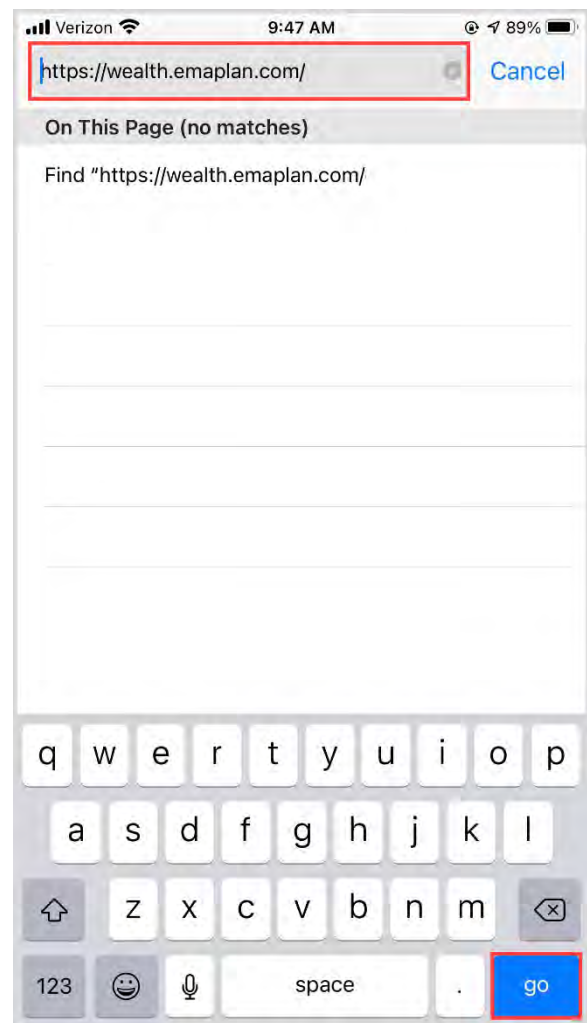 Verizon 9:47 AM 89%
https://wealth.emaplan.com/ Cancel
On This Page (no matches)
Find “https://wealth.emaplan.com/
q w e r t y u i o p
a s d f g h j k l
z x c v b n m
123 space . go